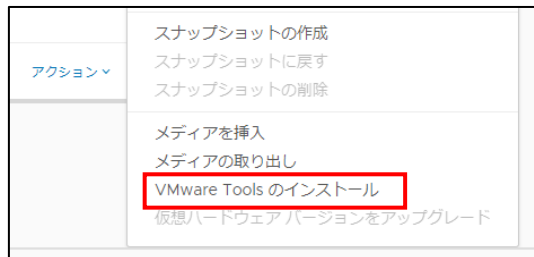 スナップショットの作成
アクション
スナップショットに戻す
スナップショットの削除
メディアを挿入
メディアの取り出し
VMware Tools のインストール
仮想ハードウェア バージョンをアップグレード